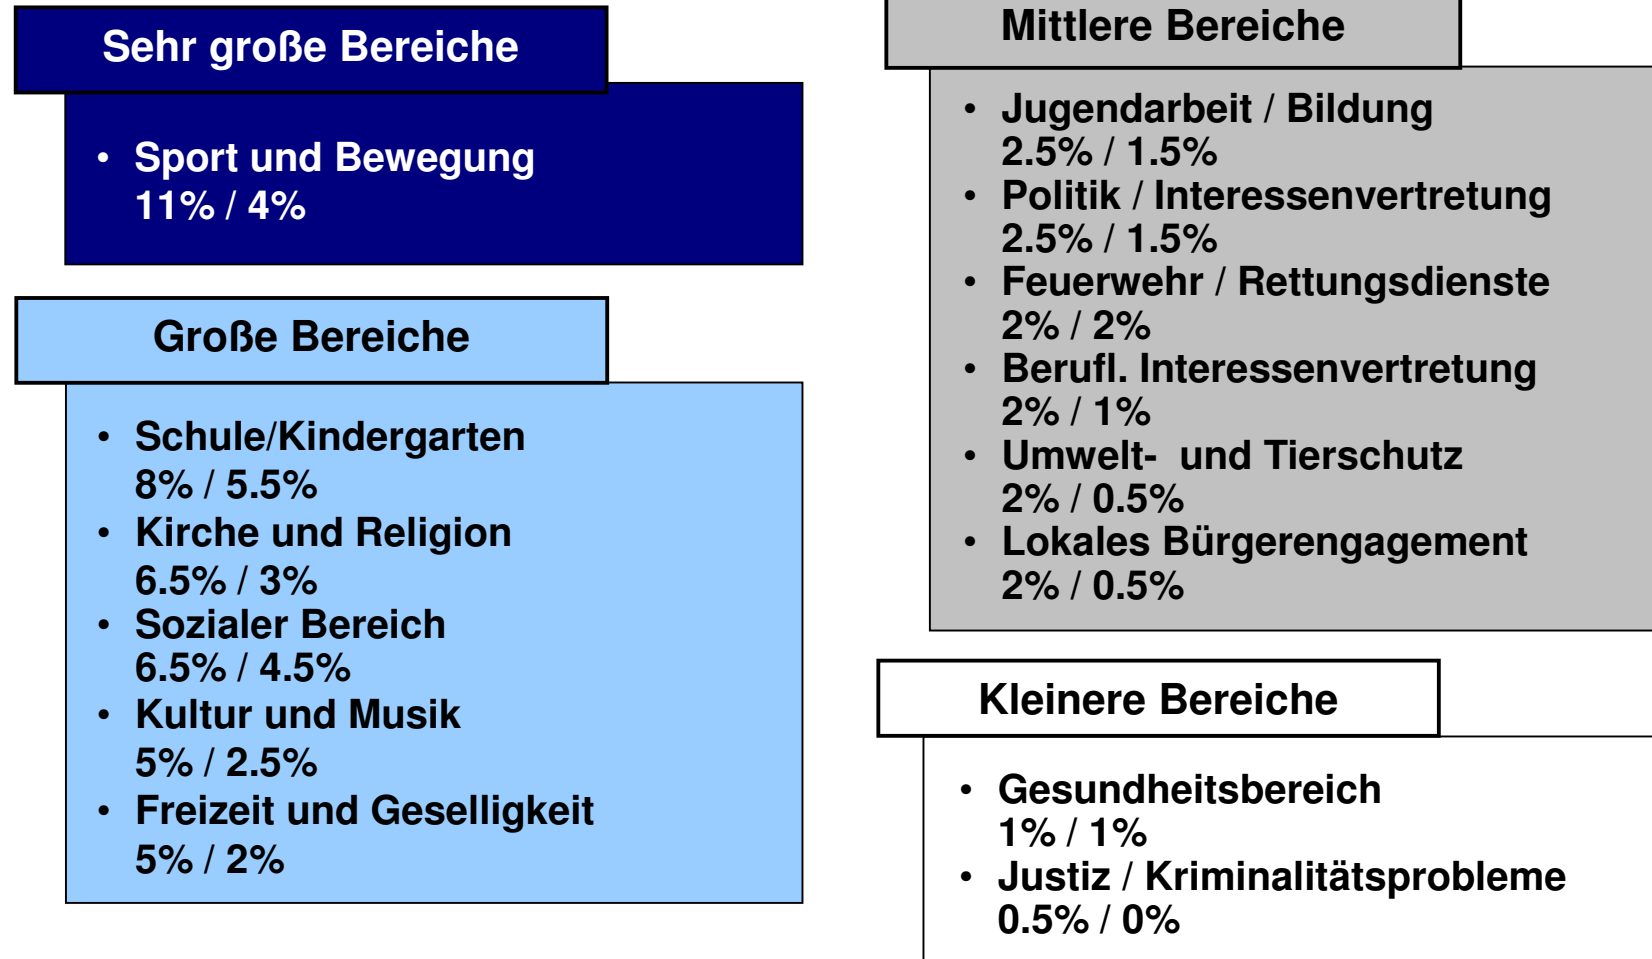 Sehr große Bereiche
• Sport und Bewegung
11% / 4%
Große Bereiche
• Schule/Kindergarten
8% / 5.5%
• Kirche und Religion
6.5% / 3%
• Sozialer Bereich
6.5% / 4.5%
• Kultur und Musik
5% / 2.5%
• Freizeit und Geselligkeit
5% / 2%
Mittlere Bereiche
• Jugendarbeit / Bildung
2.5% / 1.5%
• Politik / Interessenvertretung
2.5% / 1.5%
• Feuerwehr / Rettungsdienste
2% / 2%
• Berufl. Interessenvertretung
2% / 1%
• Umwelt- und Tierschutz
2% / 0.5%
• Lokales Bürgerengagement
2% / 0.5%
Kleinere Bereiche
• Gesundheitsbereich
1% / 1%
• Justiz / Kriminalitätsprobleme
0.5% / 0%